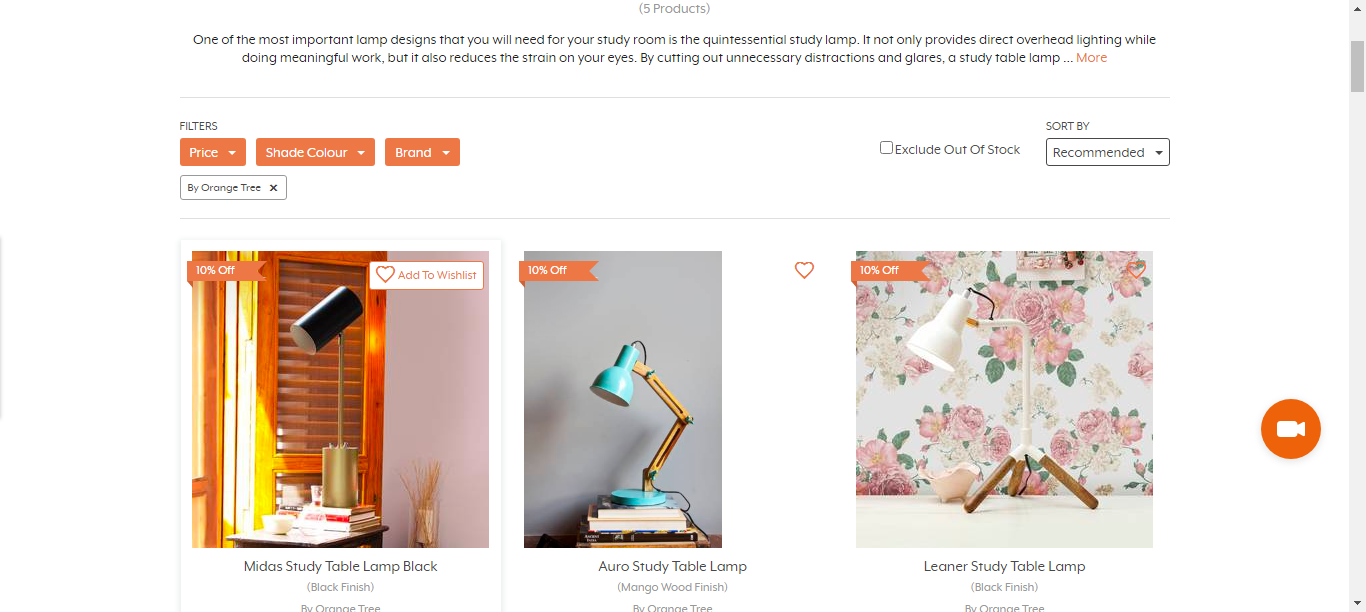 (5 Products)
One of the most important lamp designs that you will need for your study room is the quintessential study lamp. It not only provides direct overhead lighting while
doing meaningful work, but it also reduces the strain on your eyes. By cutting out unnecessary distractions and glares, a study table lamp ... More
FILTERS
SORT BY
Price
Shade Colour
Brand
Exclude Out Of Stock
Recommended
By Orange Tree ×
10% Off
Add To Wishlist
10% Off
10% Off
Midas Study Table Lamp Black
(Black Finish)
By Orange Tree
Auro Study Table Lamp
(Mango Wood Finish)
By Orange Tree
Leaner Study Table Lamp
(Black Finish)
By Orange Tree